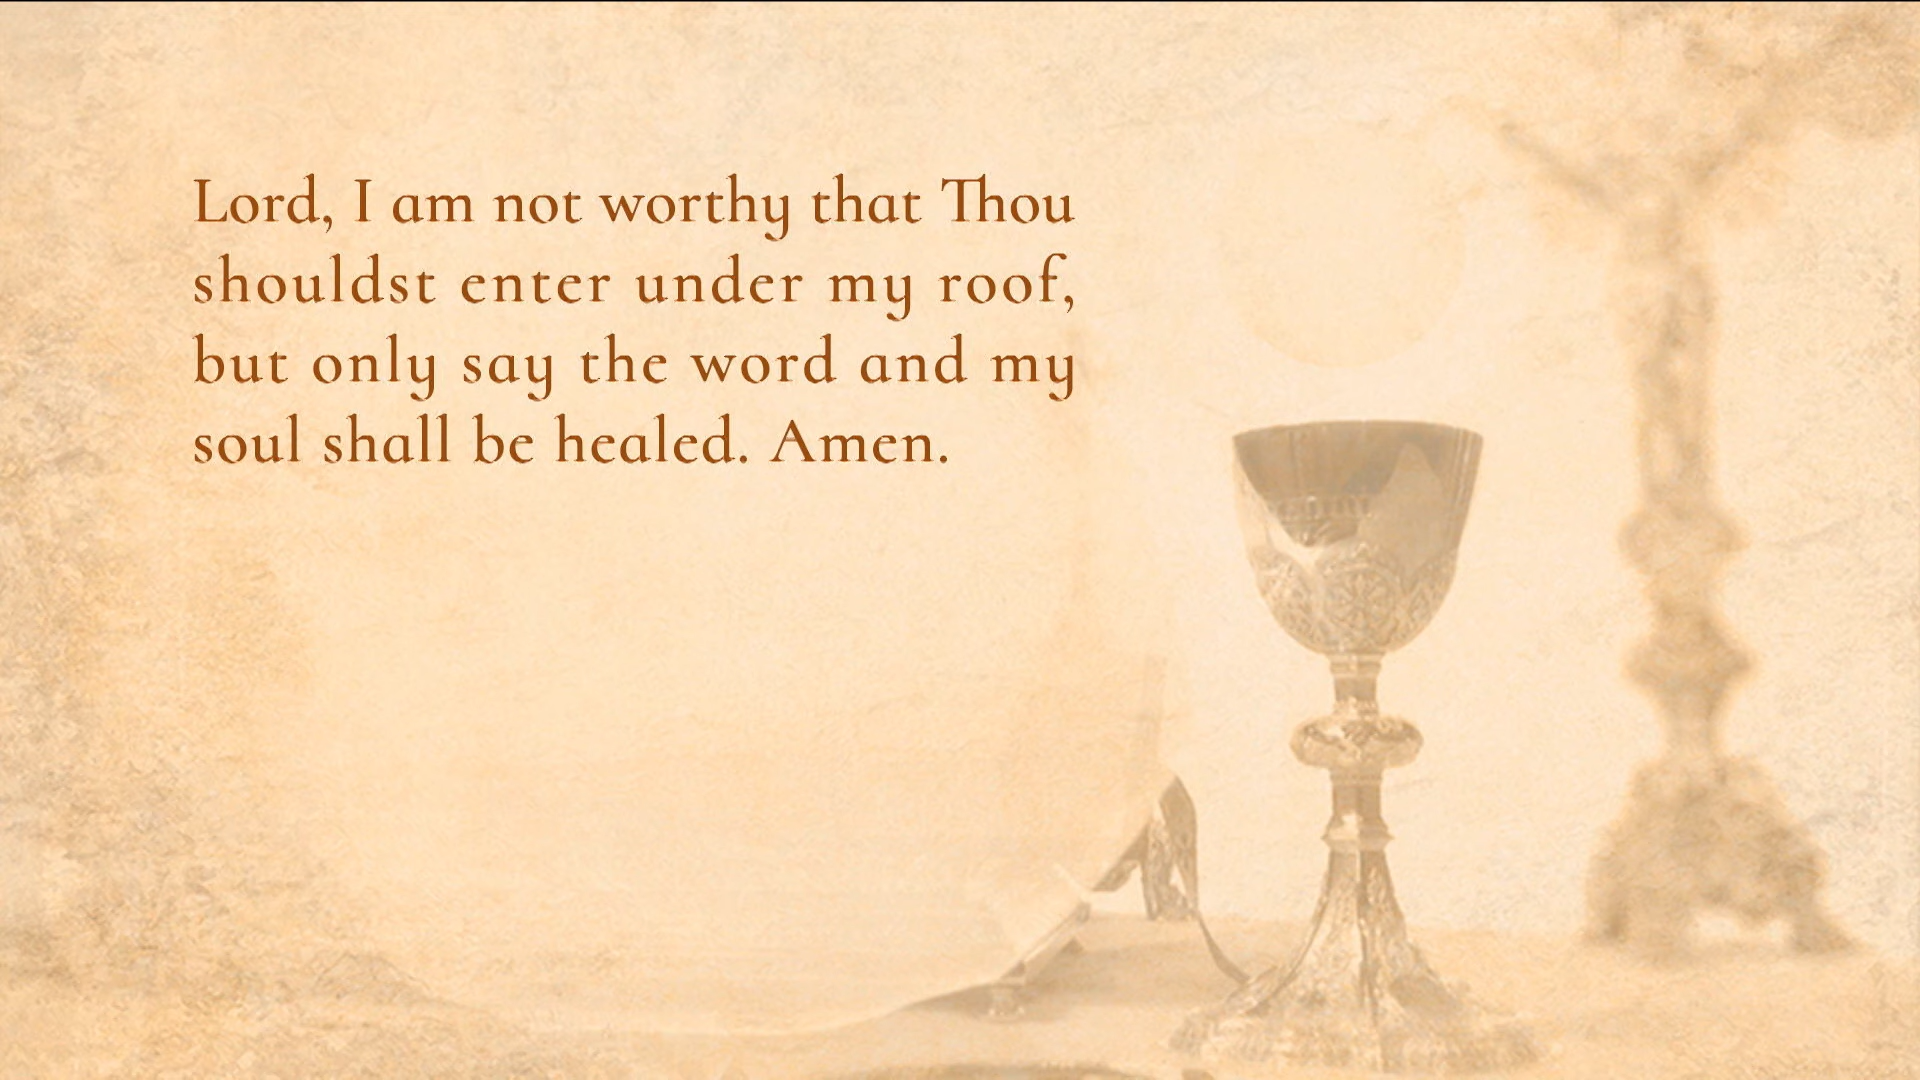 Lord, I am not worthy that Thou
shouldst enter under my roof,
but only say the word and my
soul shall be healed. Amen.